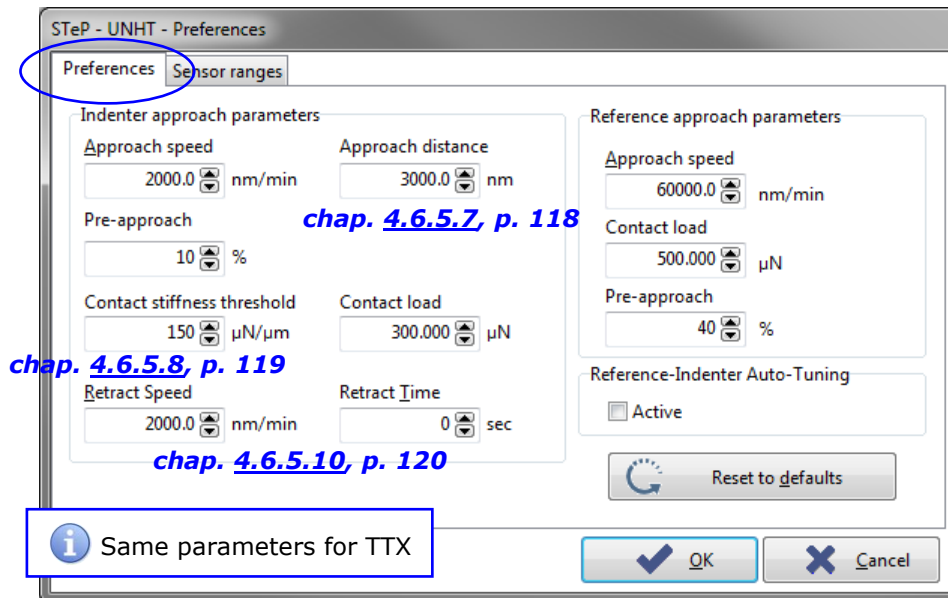 STeP - UNHT - Preferences
Preferences
Sensor ranges
Indenter approach parameters
Approach speed
2000.0 nm/min
Approach distance
3000.0 nm
chap. 4.6.5.7, p. 118
Pre-approach
10 %
Contact stiffness threshold
150 µN/µm
Contact load
300.000 µN
chap. 4.6.5.8, p. 119
Retract Speed
2000.0 nm/min
Retract Time
0 sec
chap. 4.6.5.10, p. 120
Reference approach parameters
Approach speed
60000.0 nm/min
Contact load
500.000 µN
Pre-approach
40 %
Reference-Indenter Auto-Tuning
Active
Reset to defaults
i Same parameters for TTX
OK
Cancel